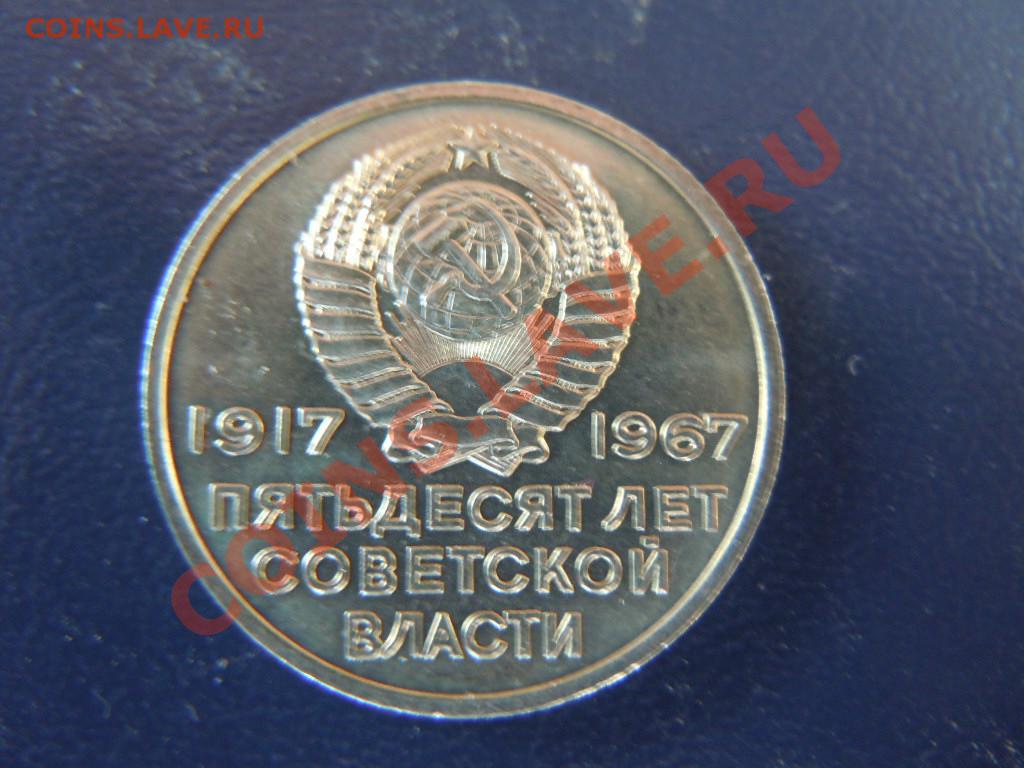 COINS.LAVE.RU
COINS.LAVE.RU
1917 1967
ПЯТЬДЕСЯТ ЛЕТ
СОВЕТСКОЙ
ВЛАСТИ